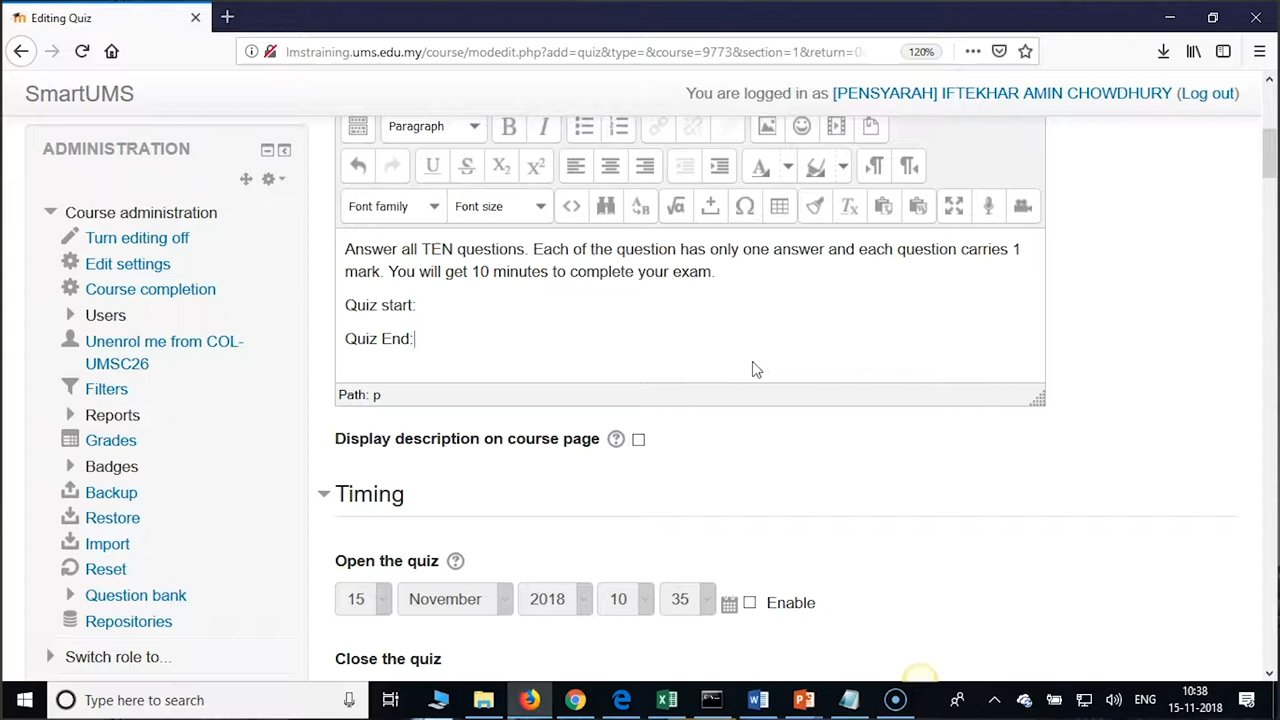 Editing Quiz
lmstraining.ums.edu.my/course/modedit.php?add=quiz&type=&course=9773&section=1&return=0
120%
SmartUMS
You are logged in as [PENSYARAH] IFTEKHAR AMIN CHOWDHURY (Log out)
ADMINISTRATION
Course administration
Turn editing off
Edit settings
Course completion
Users
Unenrol me from COL-
UMSC26
Filters
Reports
Grades
Badges
Backup
Restore
Import
Reset
Question bank
Repositories
Switch role to...
Paragraph
Font family
Font size
Answer all TEN questions. Each of the question has only one answer and each question carries 1
mark. You will get 10 minutes to complete your exam.
Quiz start:
Quiz End:
Path: p
Display description on course page
Timing
Open the quiz
15 November 2018 10 35 Enable
Close the quiz
Type here to search
ENG
10:38
15-11-2018